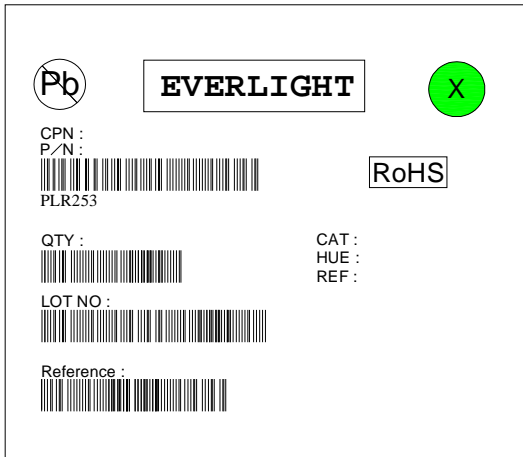 Pb EVERLIGHT X
CPN :
P/N :
RoHS
PLR253
QTY :
CAT :
HUE :
REF :
LOT NO :
Reference :